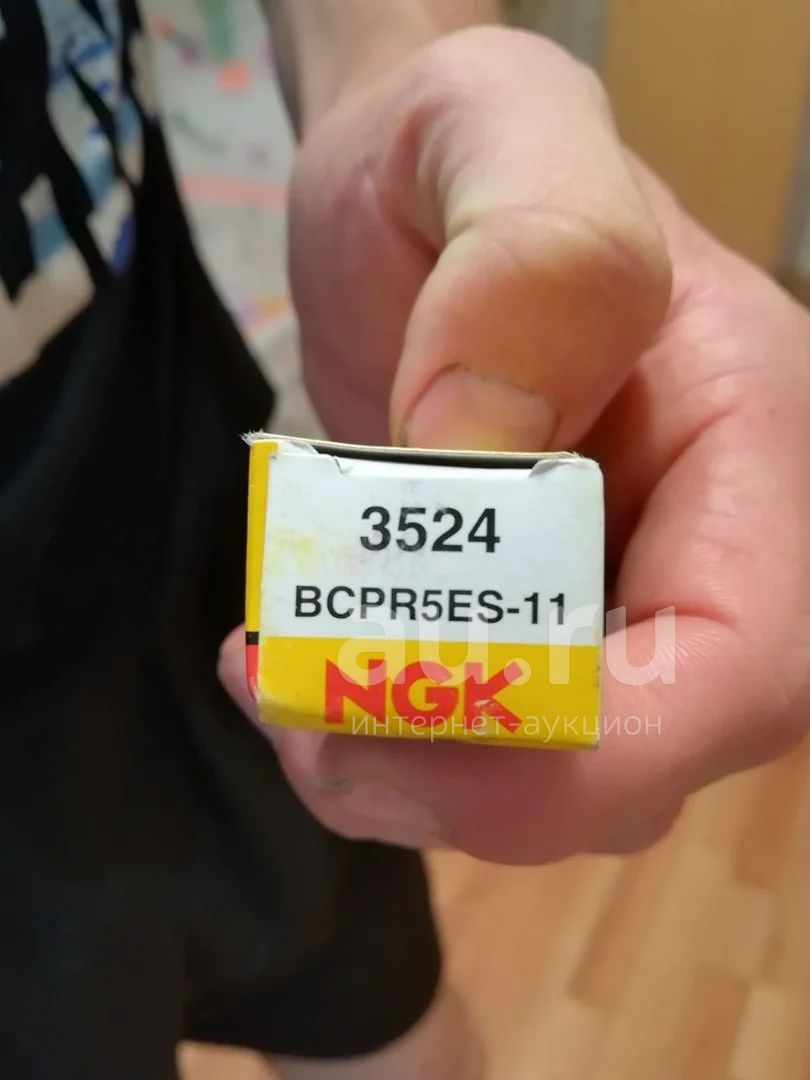 3524
BCPR5ES-11
au.ru
NGK
интернет-аукцион